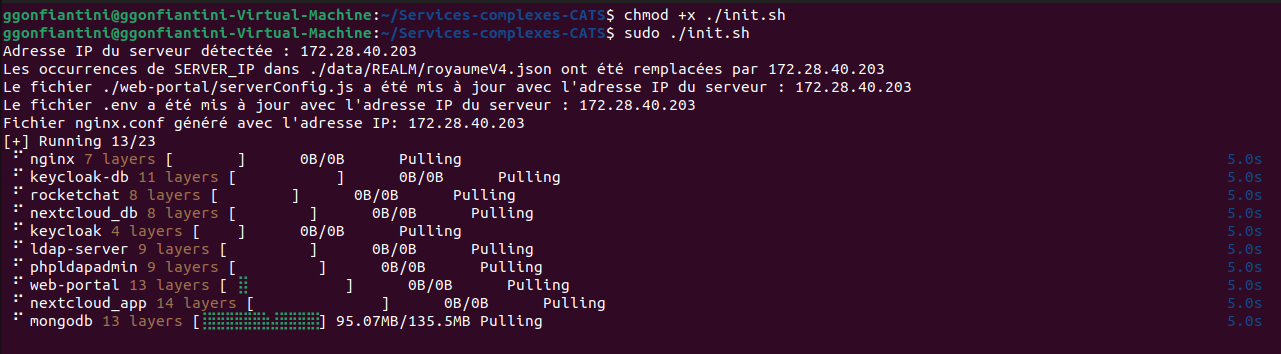 ggonfiantini@ggonfiantini-Virtual-Machine:~/Services-complexes-CATS$ chmod +x ./init.sh
ggonfiantini@ggonfiantini-Virtual-Machine:~/Services-complexes-CATS$ sudo ./init.sh
Adresse IP du serveur détectée : 172.28.40.203
Les occurrences de SERVER_IP dans ./data/REALM/royaumeV4.json ont été remplacées par 172.28.40.203
Le fichier ./web-portal/serverConfig.js a été mis à jour avec l'adresse IP du serveur : 172.28.40.203
Le fichier .env a été mis à jour avec l'adresse IP du serveur : 172.28.40.203
Fichier nginx.conf généré avec l'adresse IP: 172.28.40.203
[+] Running 13/23
nginx 7 layers [       ]      0B/0B      Pulling 5.0s
keycloak-db 11 layers [           ]      0B/0B      Pulling 5.0s
rocketchat 8 layers [        ]      0B/0B      Pulling 5.0s
nextcloud_db 8 layers [        ]      0B/0B      Pulling 5.0s
keycloak 4 layers [    ]      0B/0B      Pulling 5.0s
ldap-server 9 layers [         ]      0B/0B      Pulling 5.0s
phpldapadmin 9 layers [         ]      0B/0B      Pulling 5.0s
web-portal 13 layers [ ⣿           ]      0B/0B      Pulling 5.0s
nextcloud_app 14 layers [              ]      0B/0B      Pulling 5.0s
mongodb 13 layers [⣿⣿⣿⣿⣿⣿⣿⣦⣿⣿⣿⣿⣿] 95.07MB/135.5MB Pulling 5.0s